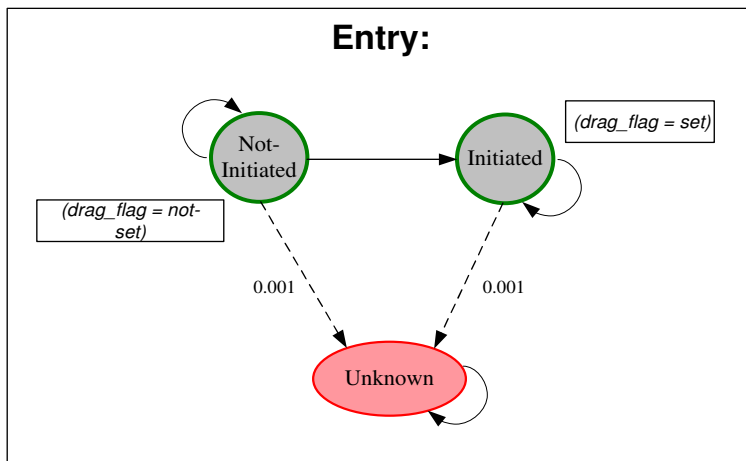 Entry:
(drag_flag = set)
Not-
Initiated
Initiated
(drag_flag = not-
set)
0.001
0.001
Unknown